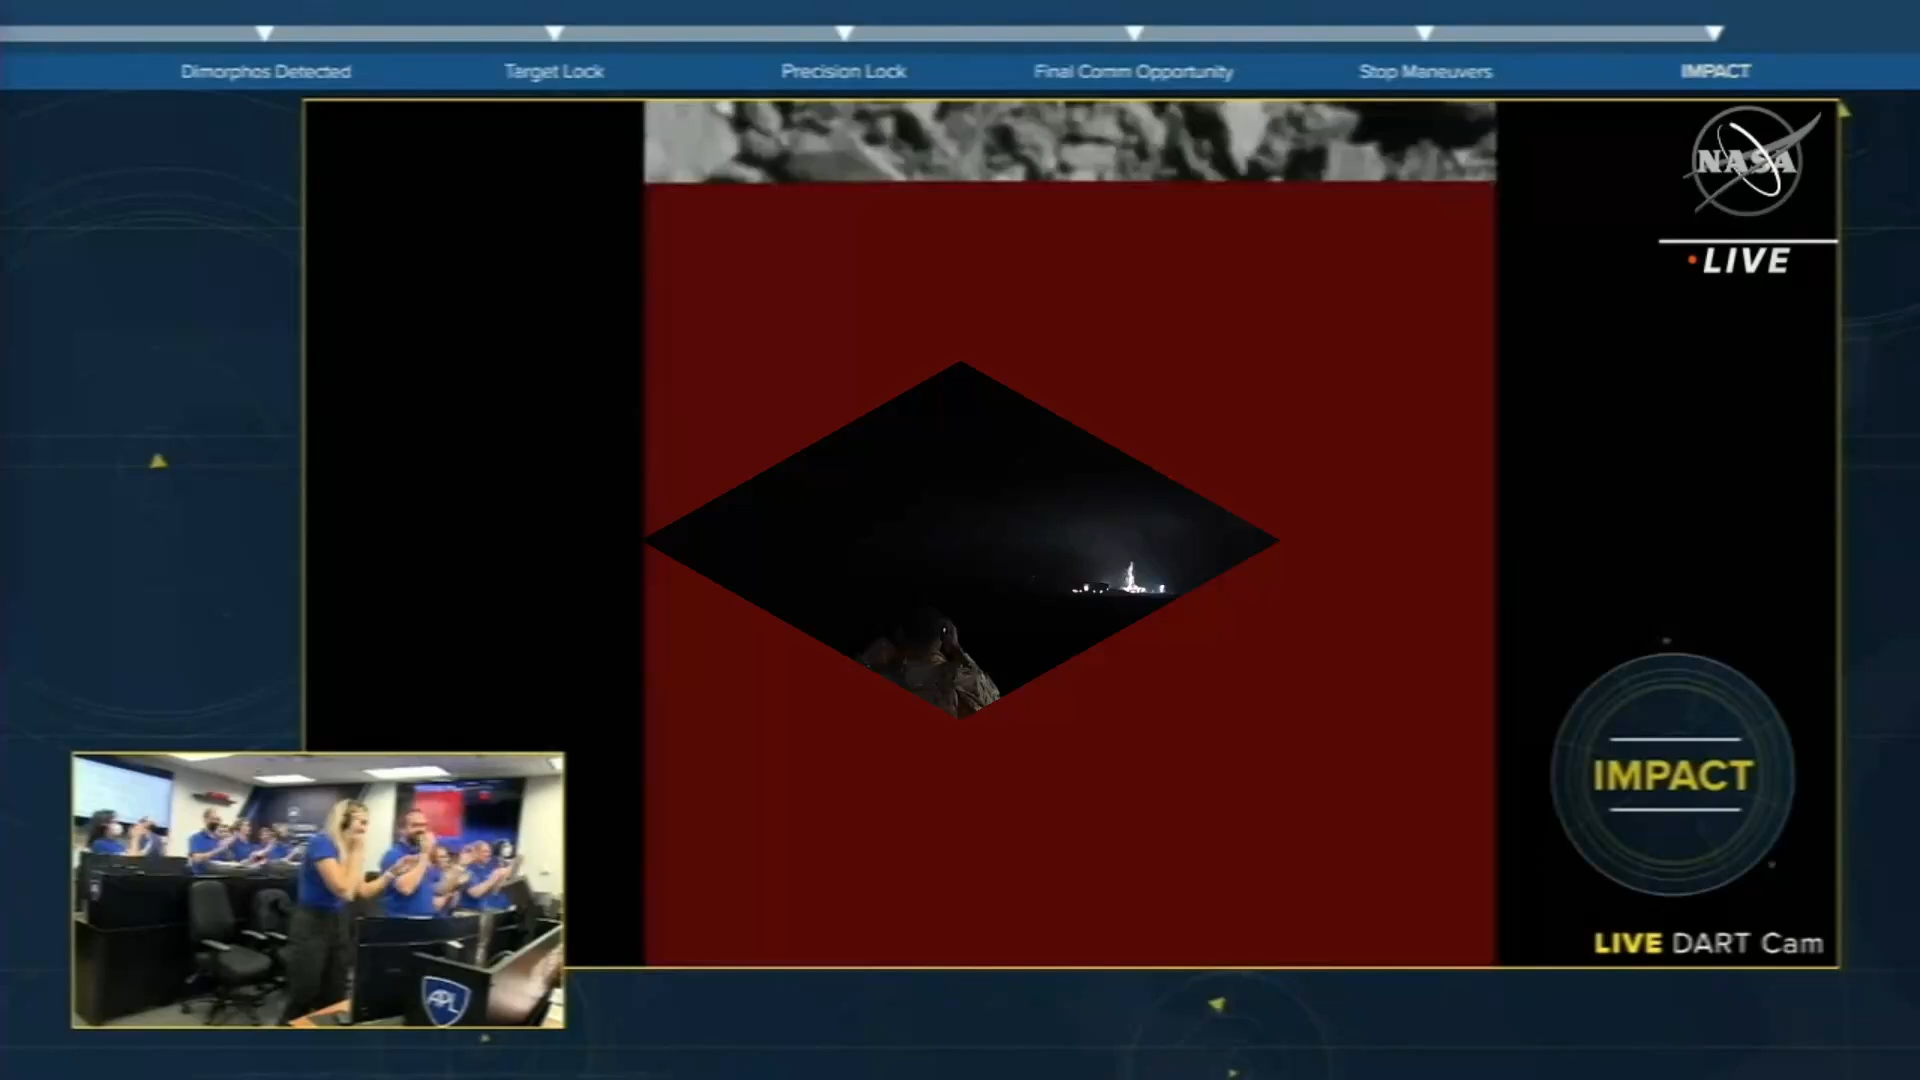 Dimorphos Detected
Target Lock
Precision Lock
Final Comm Opportunity
Stop Maneuvers
IMPACT
NASA
LIVE
IMPACT
LIVE DART Cam
APL